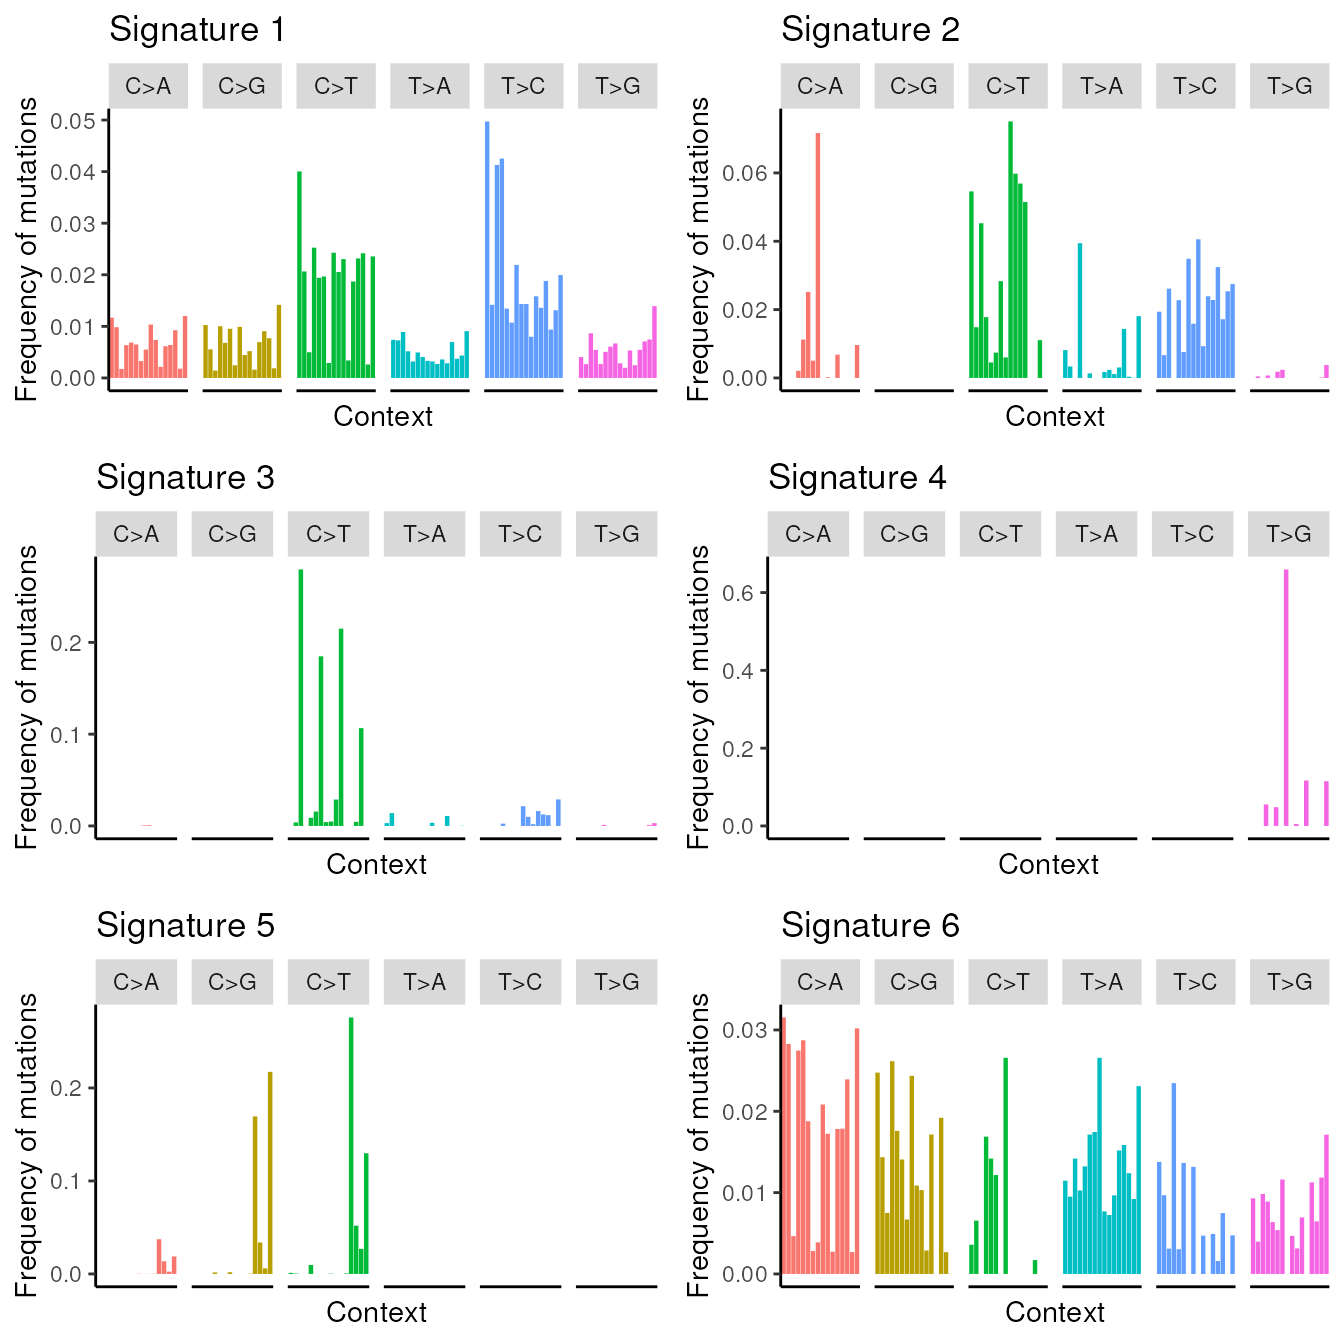 Signature 1
C>A C>G C>T T>A T>C T>G
Frequency of mutations
0.05
0.04
0.03
0.02
0.01
0.00
Context
Signature 2
C>A C>G C>T T>A T>C T>G
Frequency of mutations
0.06
0.04
0.02
0.00
Context
Signature 3
C>A C>G C>T T>A T>C T>G
Frequency of mutations
0.2
0.1
0.0
Context
Signature 4
C>A C>G C>T T>A T>C T>G
Frequency of mutations
0.6
0.4
0.2
0.0
Context
Signature 5
C>A C>G C>T T>A T>C T>G
Frequency of mutations
0.2
0.1
0.0
Context
Signature 6
C>A C>G C>T T>A T>C T>G
Frequency of mutations
0.03
0.02
0.01
0.00
Context